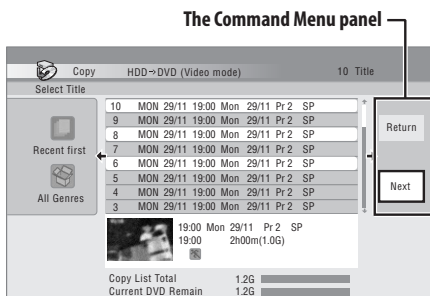 The Command Menu panel
Copy HDD→DVD (Video mode) 10 Title
Select Title
Recent first
All Genres
10 MON 29/11 19:00 Mon 29/11 Pr 2 SP
9 MON 29/11 19:00 Mon 29/11 Pr 2 SP
8 MON 29/11 19:00 Mon 29/11 Pr 2 SP
7 MON 29/11 19:00 Mon 29/11 Pr 2 SP
6 MON 29/11 19:00 Mon 29/11 Pr 2 SP
5 MON 29/11 19:00 Mon 29/11 Pr 2 SP
4 MON 29/11 19:00 Mon 29/11 Pr 2 SP
3 MON 29/11 19:00 Mon 29/11 Pr 2 SP
19:00 Mon 29/11 Pr 2 SP
19:00 2h00m(1.0G)
Copy List Total 1.2G
Current DVD Remain 1.2G
Return
Next